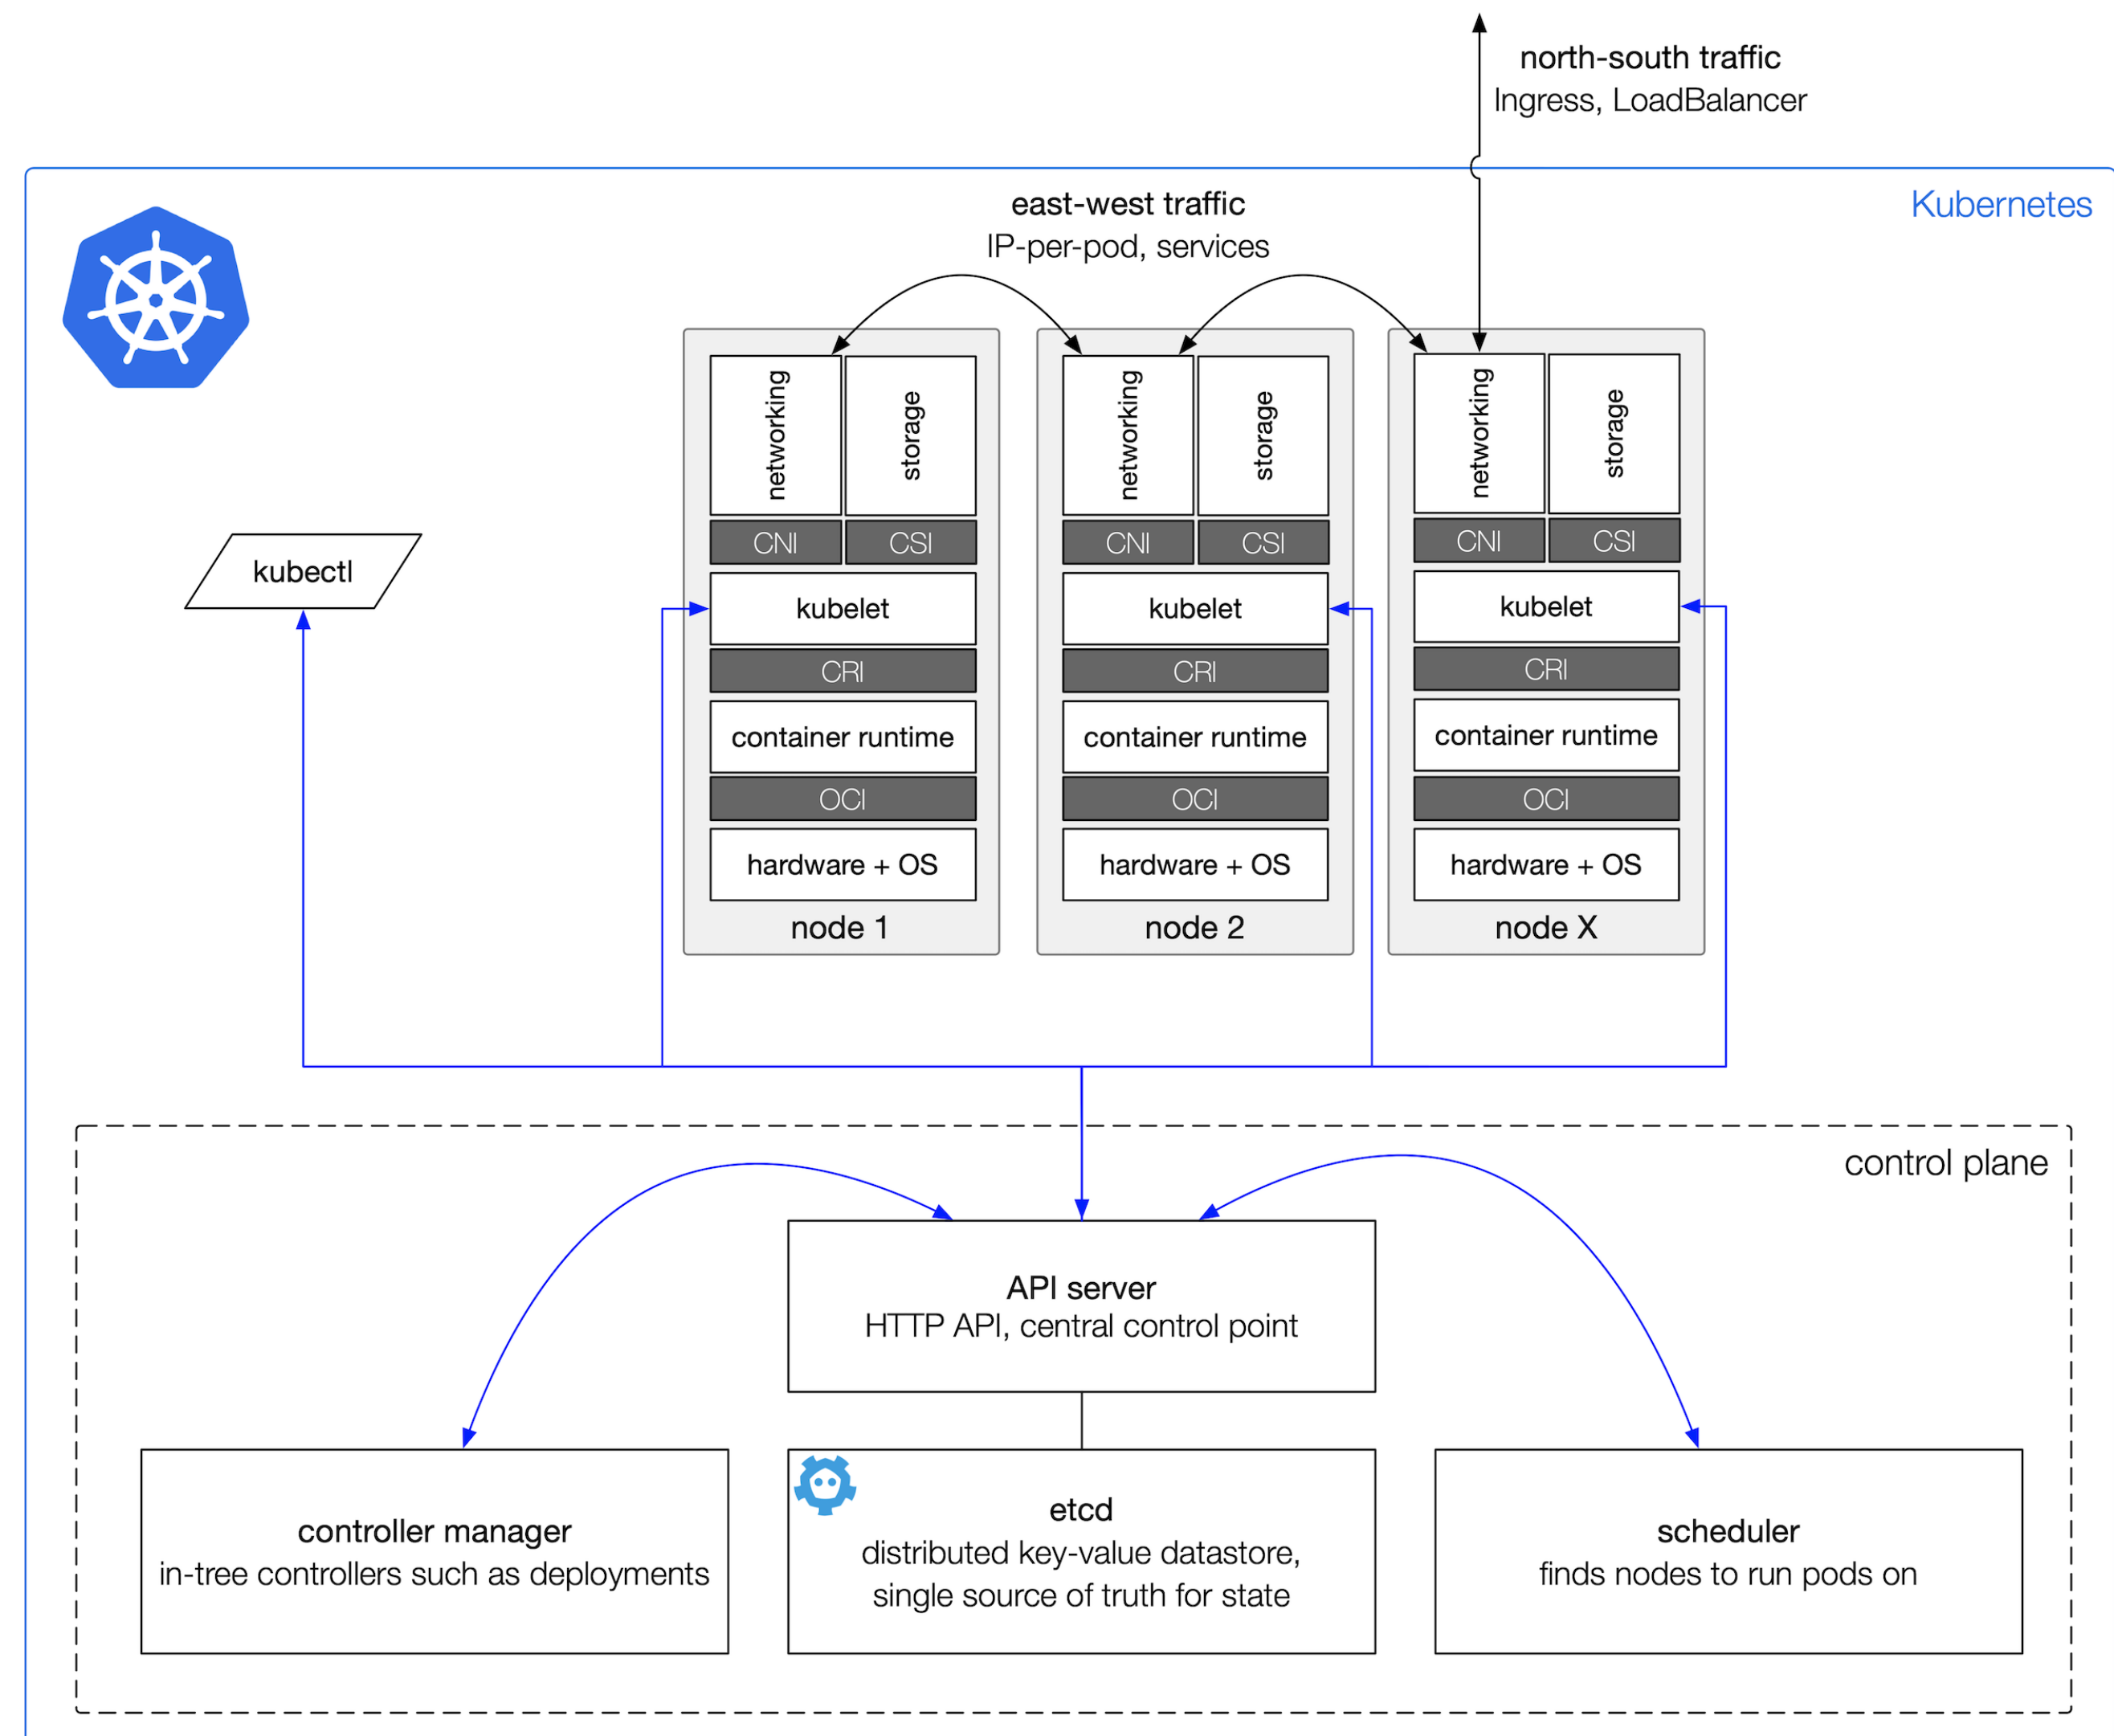 north-south traffic
Ingress, LoadBalancer
Kubernetes
east-west traffic
IP-per-pod, services
kubectl
networking
storage
CNI
CSI
kubelet
CRI
container runtime
OCI
hardware + OS
node 1
networking
storage
CNI
CSI
kubelet
CRI
container runtime
OCI
hardware + OS
node 2
networking
storage
CNI
CSI
kubelet
CRI
container runtime
OCI
hardware + OS
node X
control plane
API server
HTTP API, central control point
controller manager
in-tree controllers such as deployments
etcd
distributed key-value datastore,
single source of truth for state
scheduler
finds nodes to run pods on